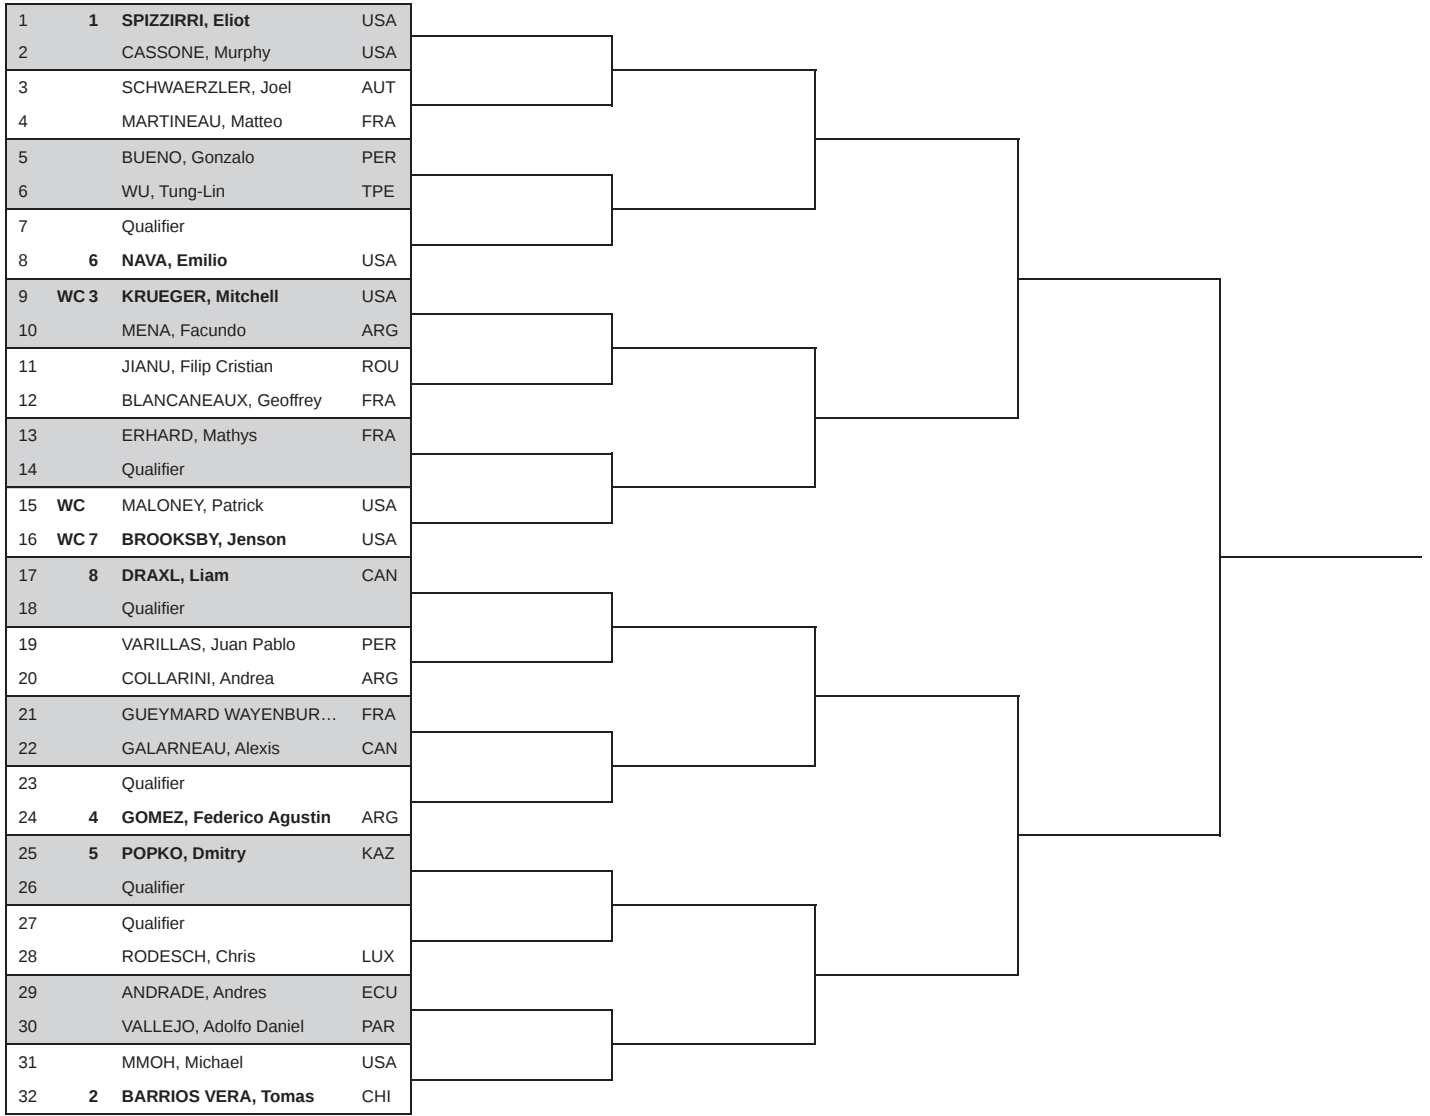 1 1 SPIZZIRRI, Eliot USA
2 CASSONE, Murphy USA
3 SCHWAERZLER, Joel AUT
4 MARTINEAU, Matteo FRA
5 BUENO, Gonzalo PER
6 WU, Tung-Lin TPE
7 Qualifier
8 6 NAVA, Emilio USA
9 WC 3 KRUEGER, Mitchell USA
10 MENA, Facundo ARG
11 JIANU, Filip Cristian ROU
12 BLANCANEAUX, Geoffrey FRA
13 ERHARD, Mathys FRA
14 Qualifier
15 WC MALONEY, Patrick USA
16 WC 7 BROOKSBY, Jenson USA
17 8 DRAXL, Liam CAN
18 Qualifier
19 VARILLAS, Juan Pablo PER
20 COLLARINI, Andrea ARG
21 GUEYMARD WAYENBUR... FRA
22 GALARNEAU, Alexis CAN
23 Qualifier
24 4 GOMEZ, Federico Agustin ARG
25 5 POPKO, Dmitry KAZ
26 Qualifier
27 Qualifier
28 RODESCH, Chris LUX
29 ANDRADE, Andres ECU
30 VALLEJO, Adolfo Daniel PAR
31 MMOH, Michael USA
32 2 BARRIOS VERA, Tomas CHI